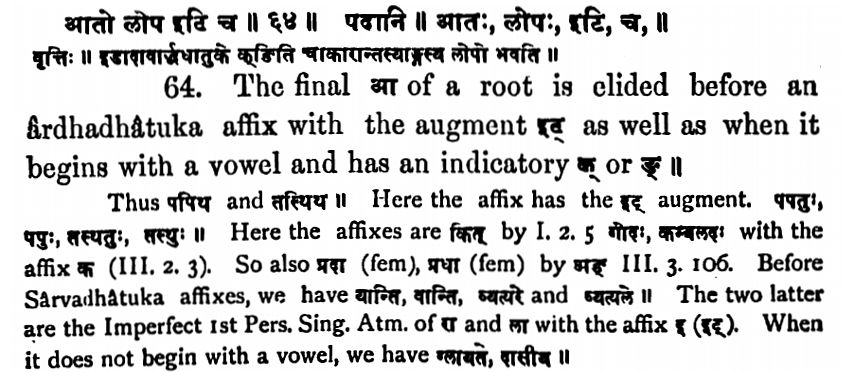 आतो लोप इटि च ॥ ६४ ॥ पदानि ॥ आतः, लोपः, इटि, च, ॥
वृत्तिः ॥ इडादावार्द्धधातुके क्ङिति चाकारान्तस्याङ्गस्य लोपो भवति ॥
64. The final आ of a root is elided before an
ârdhadhâtuka affix with the augment इट् as well as when it
begins with a vowel and has an indicatory क् or ङ् ॥
Thus पपिथ and तस्थिथ ॥ Here the affix has the इट् augment. पपतुः,
पपुः, तस्थतुः, तस्थुः ॥ Here the affixes are कित् by I. 2. 5 गोदः, कम्बलदः with the
affix क (III. 2. 3). So also प्रदा (fem), प्रधा (fem) by अङ् III. 3. 106. Before
Sârvadhâtuka affixes, we have यान्ति, वान्ति, व्यत्यरे and व्यत्यले ॥ The two latter
are the Imperfect 1st Pers. Sing. Atm. of रा and ला with the affix इ (इट्). When
it does not begin with a vowel, we have ग्लायते, दासीय ॥